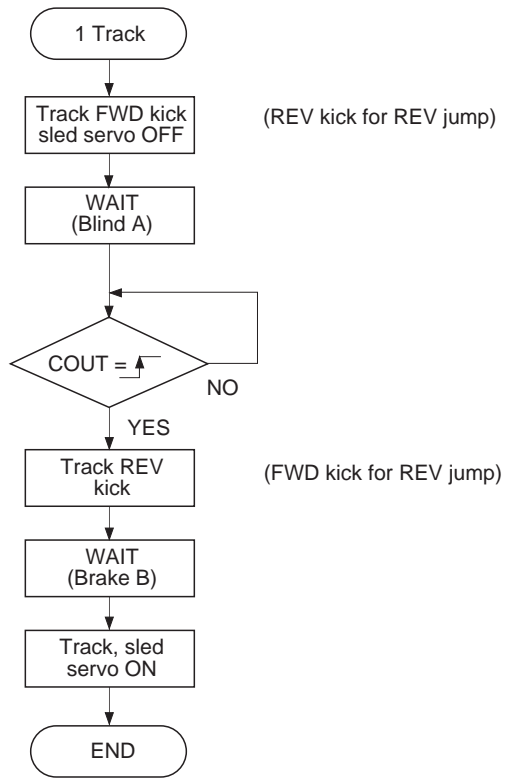 1 Track
Track FWD kick
sled servo OFF
(REV kick for REV jump)
WAIT
(Blind A)
COUT =
NO
YES
Track REV
kick
(FWD kick for REV jump)
WAIT
(Brake B)
Track, sled
servo ON
END